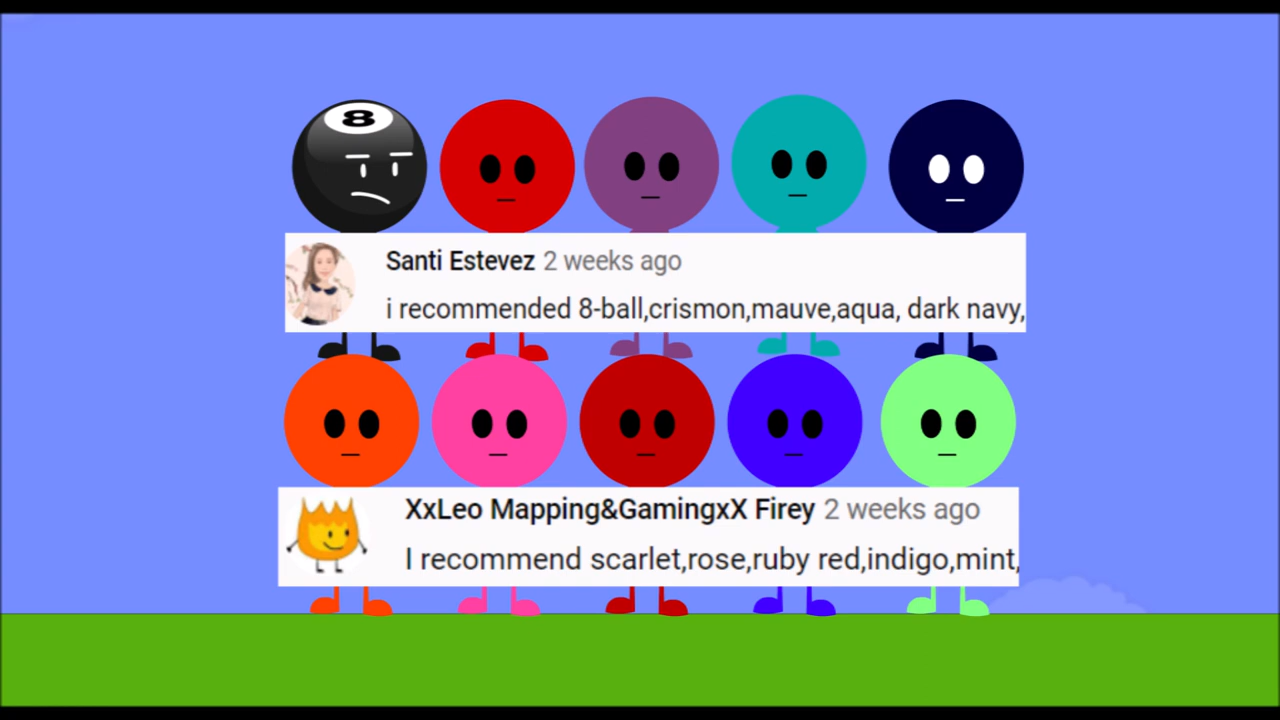 8
Santi Estevez 2 weeks ago
i recommended 8-ball,crismon,mauve,aqua, dark navy,
XxLeo Mapping&GamingxX Firey 2 weeks ago
I recommend scarlet,rose,ruby red,indigo,mint,